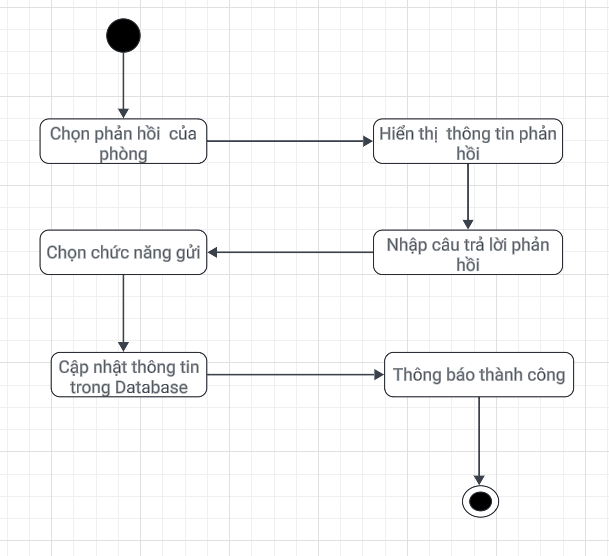 Chọn phản hồi của
phòng
Hiển thị thông tin phản
hồi
Nhập câu trả lời phản
hồi
Chọn chức năng gửi
Cập nhật thông tin
trong Database
Thông báo thành công